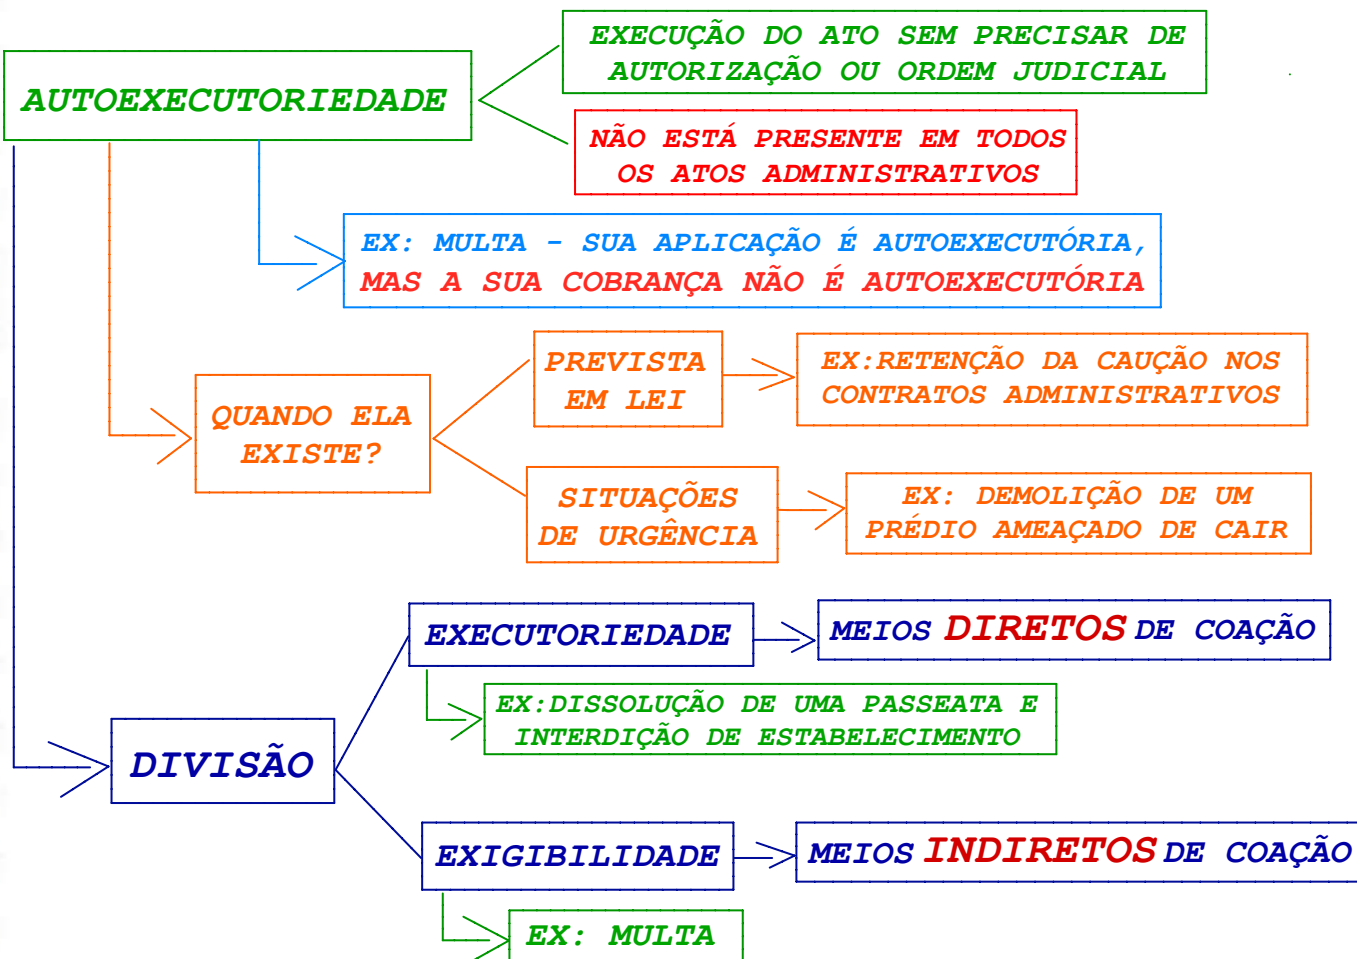 AUTOEXECUTORIEDADE
EXECUÇÃO DO ATO SEM PRECISAR DE
AUTORIZAÇÃO OU ORDEM JUDICIAL
NÃO ESTÁ PRESENTE EM TODOS
OS ATOS ADMINISTRATIVOS
EX: MULTA - SUA APLICAÇÃO É AUTOEXECUTÓRIA,
MAS A SUA COBRANÇA NÃO É AUTOEXECUTÓRIA
QUANDO ELA
EXISTE?
PREVISTA
EM LEI
EX:RETENÇÃO DA CAUÇÃO NOS
CONTRATOS ADMINISTRATIVOS
SITUAÇÕES
DE URGÊNCIA
EX: DEMOLIÇÃO DE UM
PRÉDIO AMEAÇADO DE CAIR
DIVISÃO
EXECUTORIEDADE
MEIOS DIRETOS DE COAÇÃO
EX:DISSOLUÇÃO DE UMA PASSEATA E
INTERDIÇÃO DE ESTABELECIMENTO
EXIGIBILIDADE
MEIOS INDIRETOS DE COAÇÃO
EX: MULTA